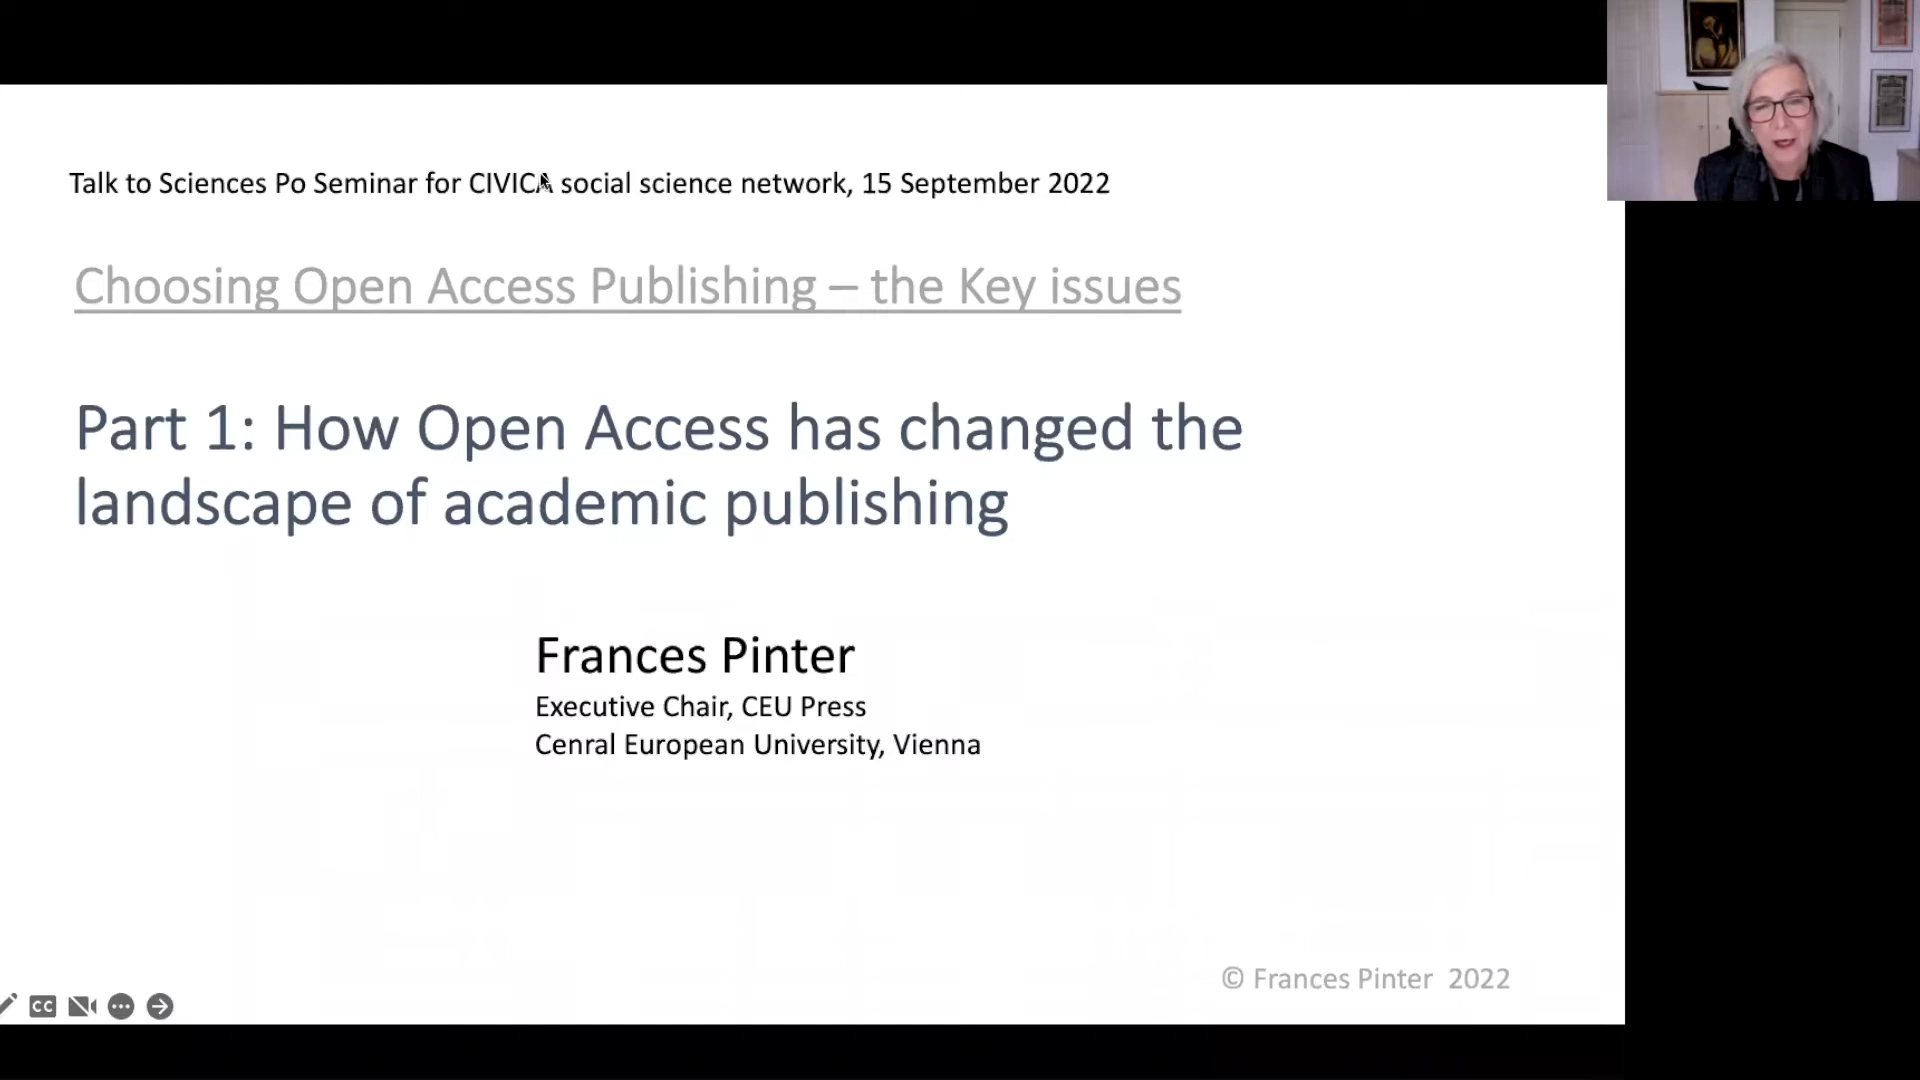 Talk to Sciences Po Seminar for CIVICA social science network, 15 September 2022
Choosing Open Access Publishing – the Key issues
Part 1: How Open Access has changed the
landscape of academic publishing
Frances Pinter
Executive Chair, CEU Press
Cenral European University, Vienna
© Frances Pinter 2022
CC